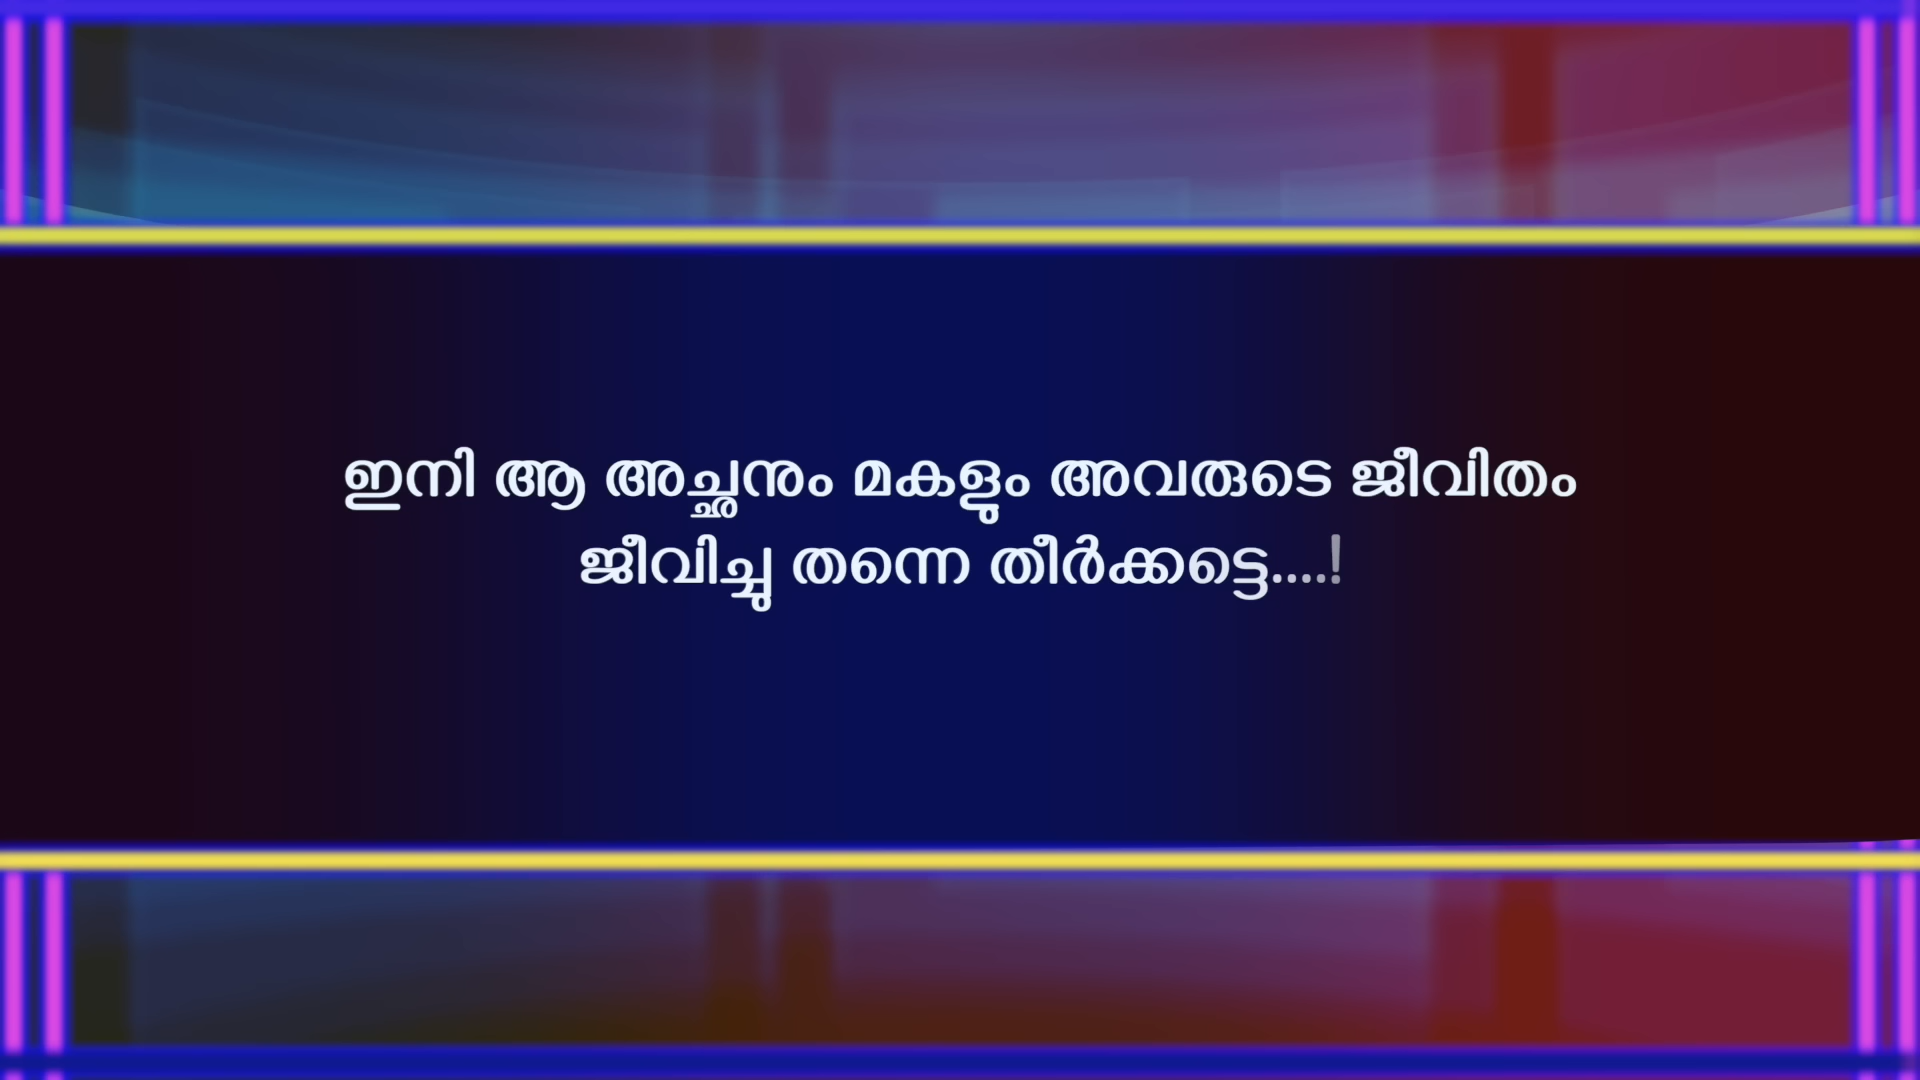 ഇനി ആ അച്ഛനും മകളും അവരുടെ ജീവിതം
ജീവിച്ചു തന്നെ തീർക്കട്ടെ....!